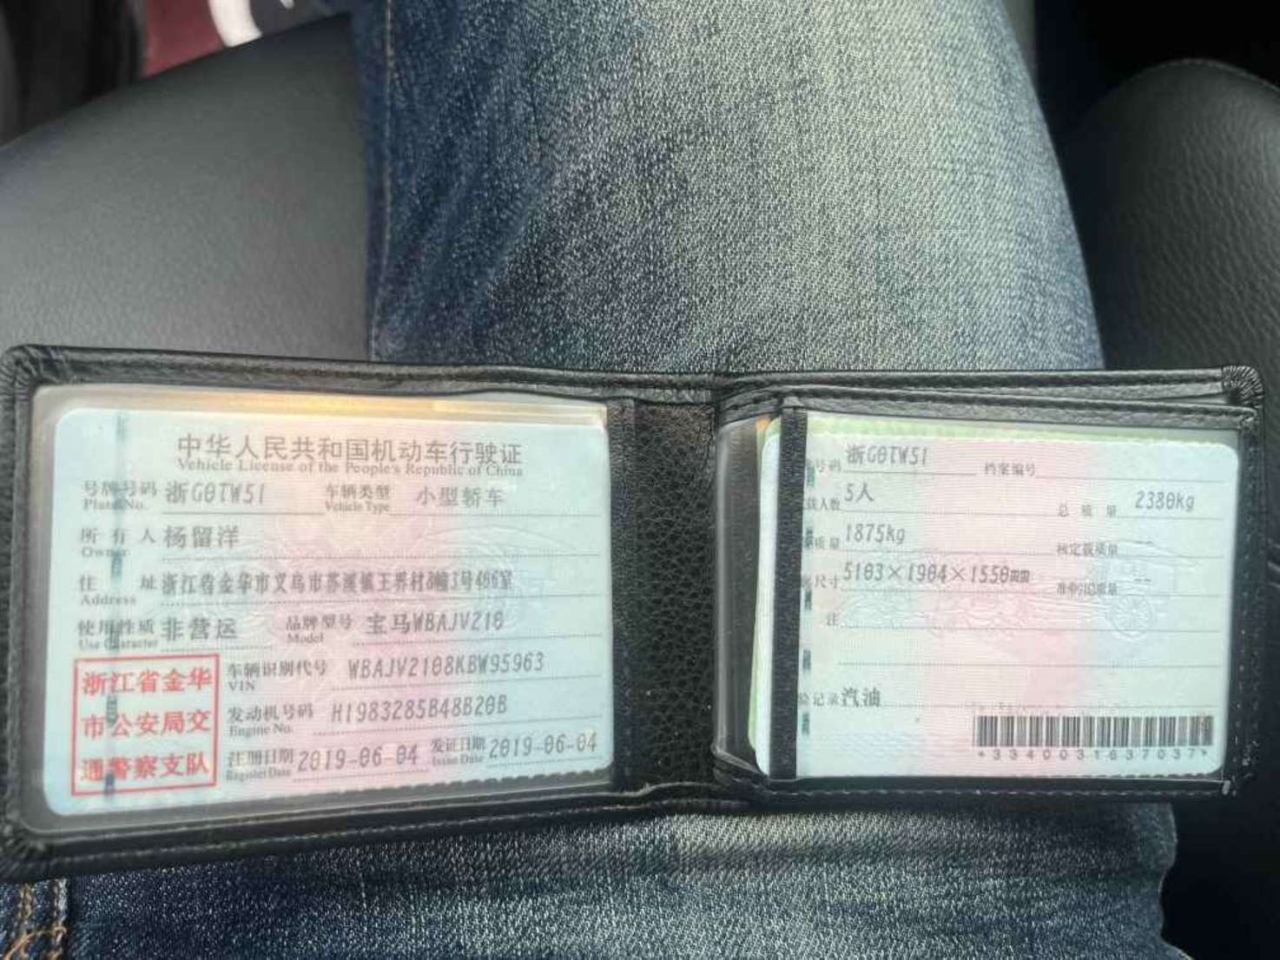 中华人民共和国机动车行驶证
Vehicle License of the People's Republic of China
号牌号码 浙G0TW51 车辆类型 小型轿车
Plate No. Vehicle Type
所有人 杨留洋
Owner
住址 浙江省金华市义乌市苏溪镇王秀村8幢3号406室
Address
使用性质 非营运 品牌型号 宝马WBAJV210
Use Character Model
车辆识别代号 WBAJV2108KBW95963
VIN
发动机号码 H1983285B48B20B
Engine No.
注册日期 2019-06-04 发证日期 2019-06-04
Register Date Issue Date
浙江省金华
市公安局交
通警察支队
号码 浙G0TW51 档案编号
载人数 5人 总质量 2380kg
质量 1875kg 核定载质量 --
尺寸 5103×1904×1550mm 准牵引总质量 --
注
记录 汽油
*3340031637037*